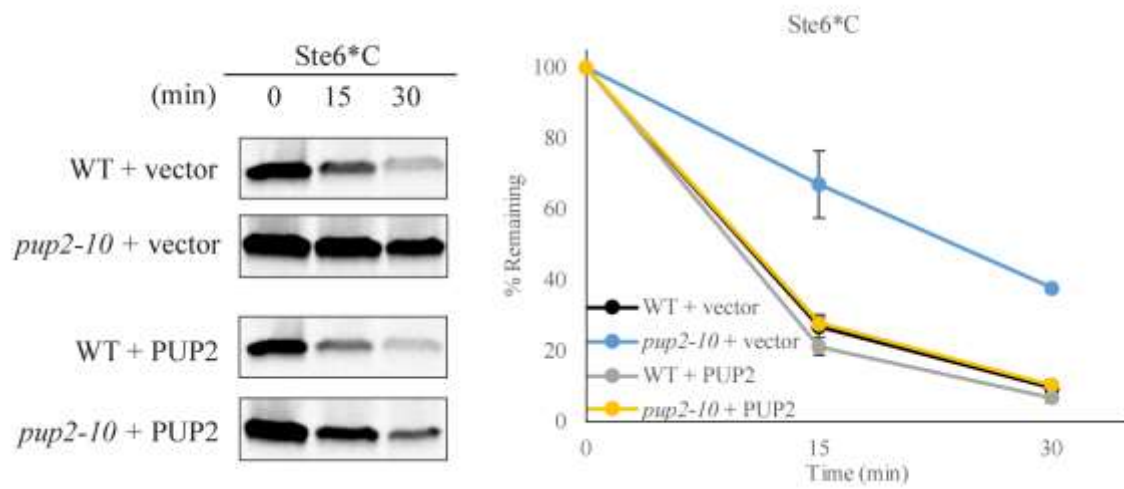 Ste6*C
(min) 0 15 30
WT + vector
pup2-10 + vector
WT + PUP2
pup2-10 + PUP2
Ste6*C
100
80
60
40
20
0
% Remaining
WT + vector
pup2-10 + vector
WT + PUP2
pup2-10 + PUP2
0 15 30
Time (min)